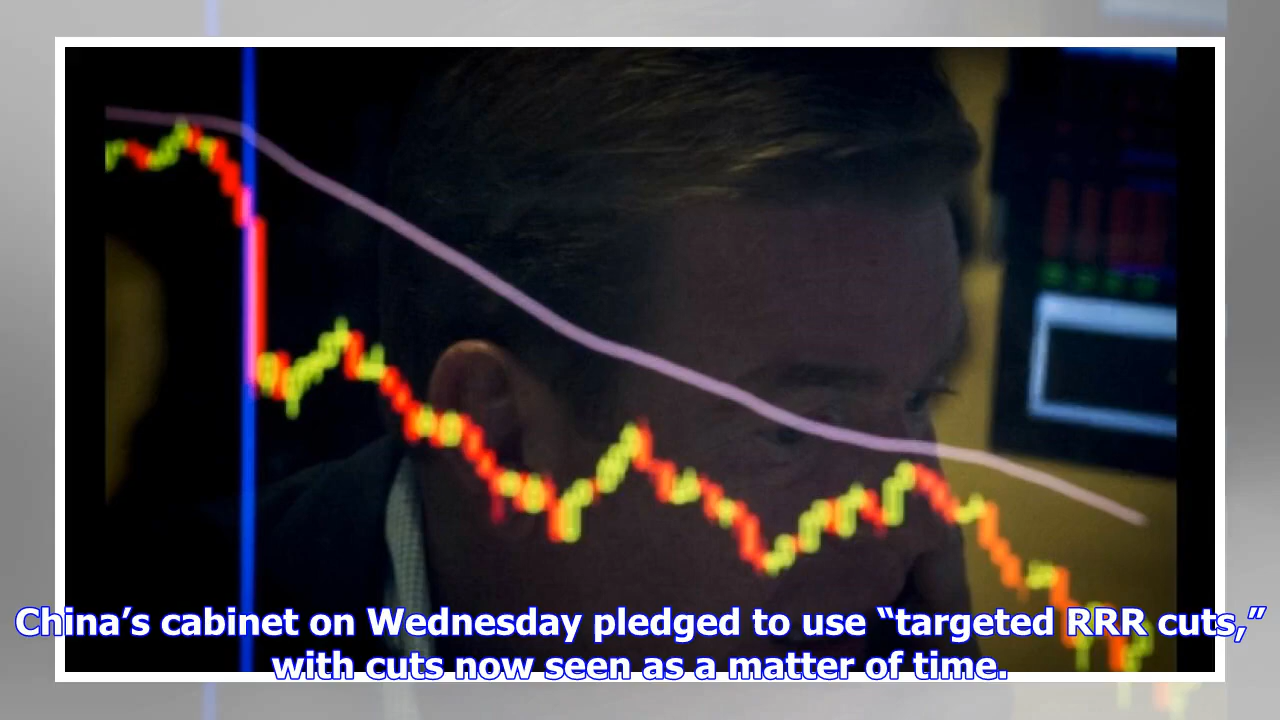 China’s cabinet on Wednesday pledged to use “targeted RRR cuts,”
with cuts now seen as a matter of time.